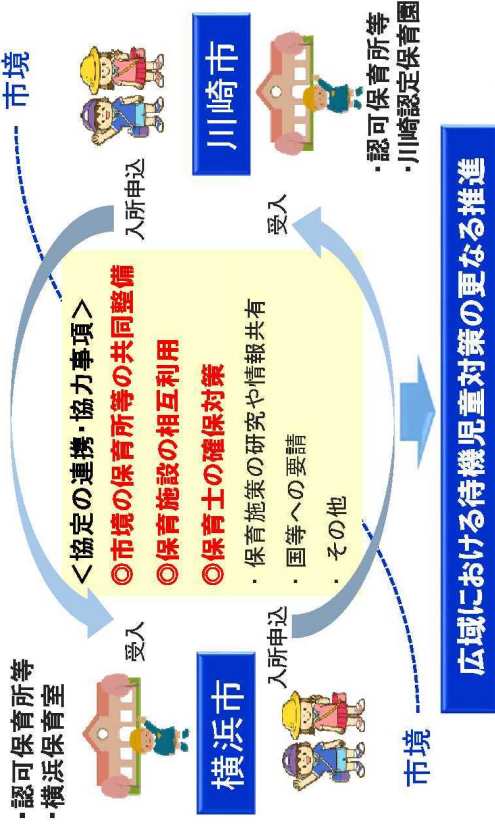 ・認可保育所等
・横浜保育室
受入
横浜市
入所申込
市境
＜協定の連携・協力事項＞
◎市境の保育所等の共同整備
◎保育施設の相互利用
◎保育士の確保対策
・保育施策の研究や情報共有
・国等への要請
・その他
市境
入所申込
川崎市
受入
・認可保育所等
・川崎認定保育園
広域における待機児童対策の更なる推進